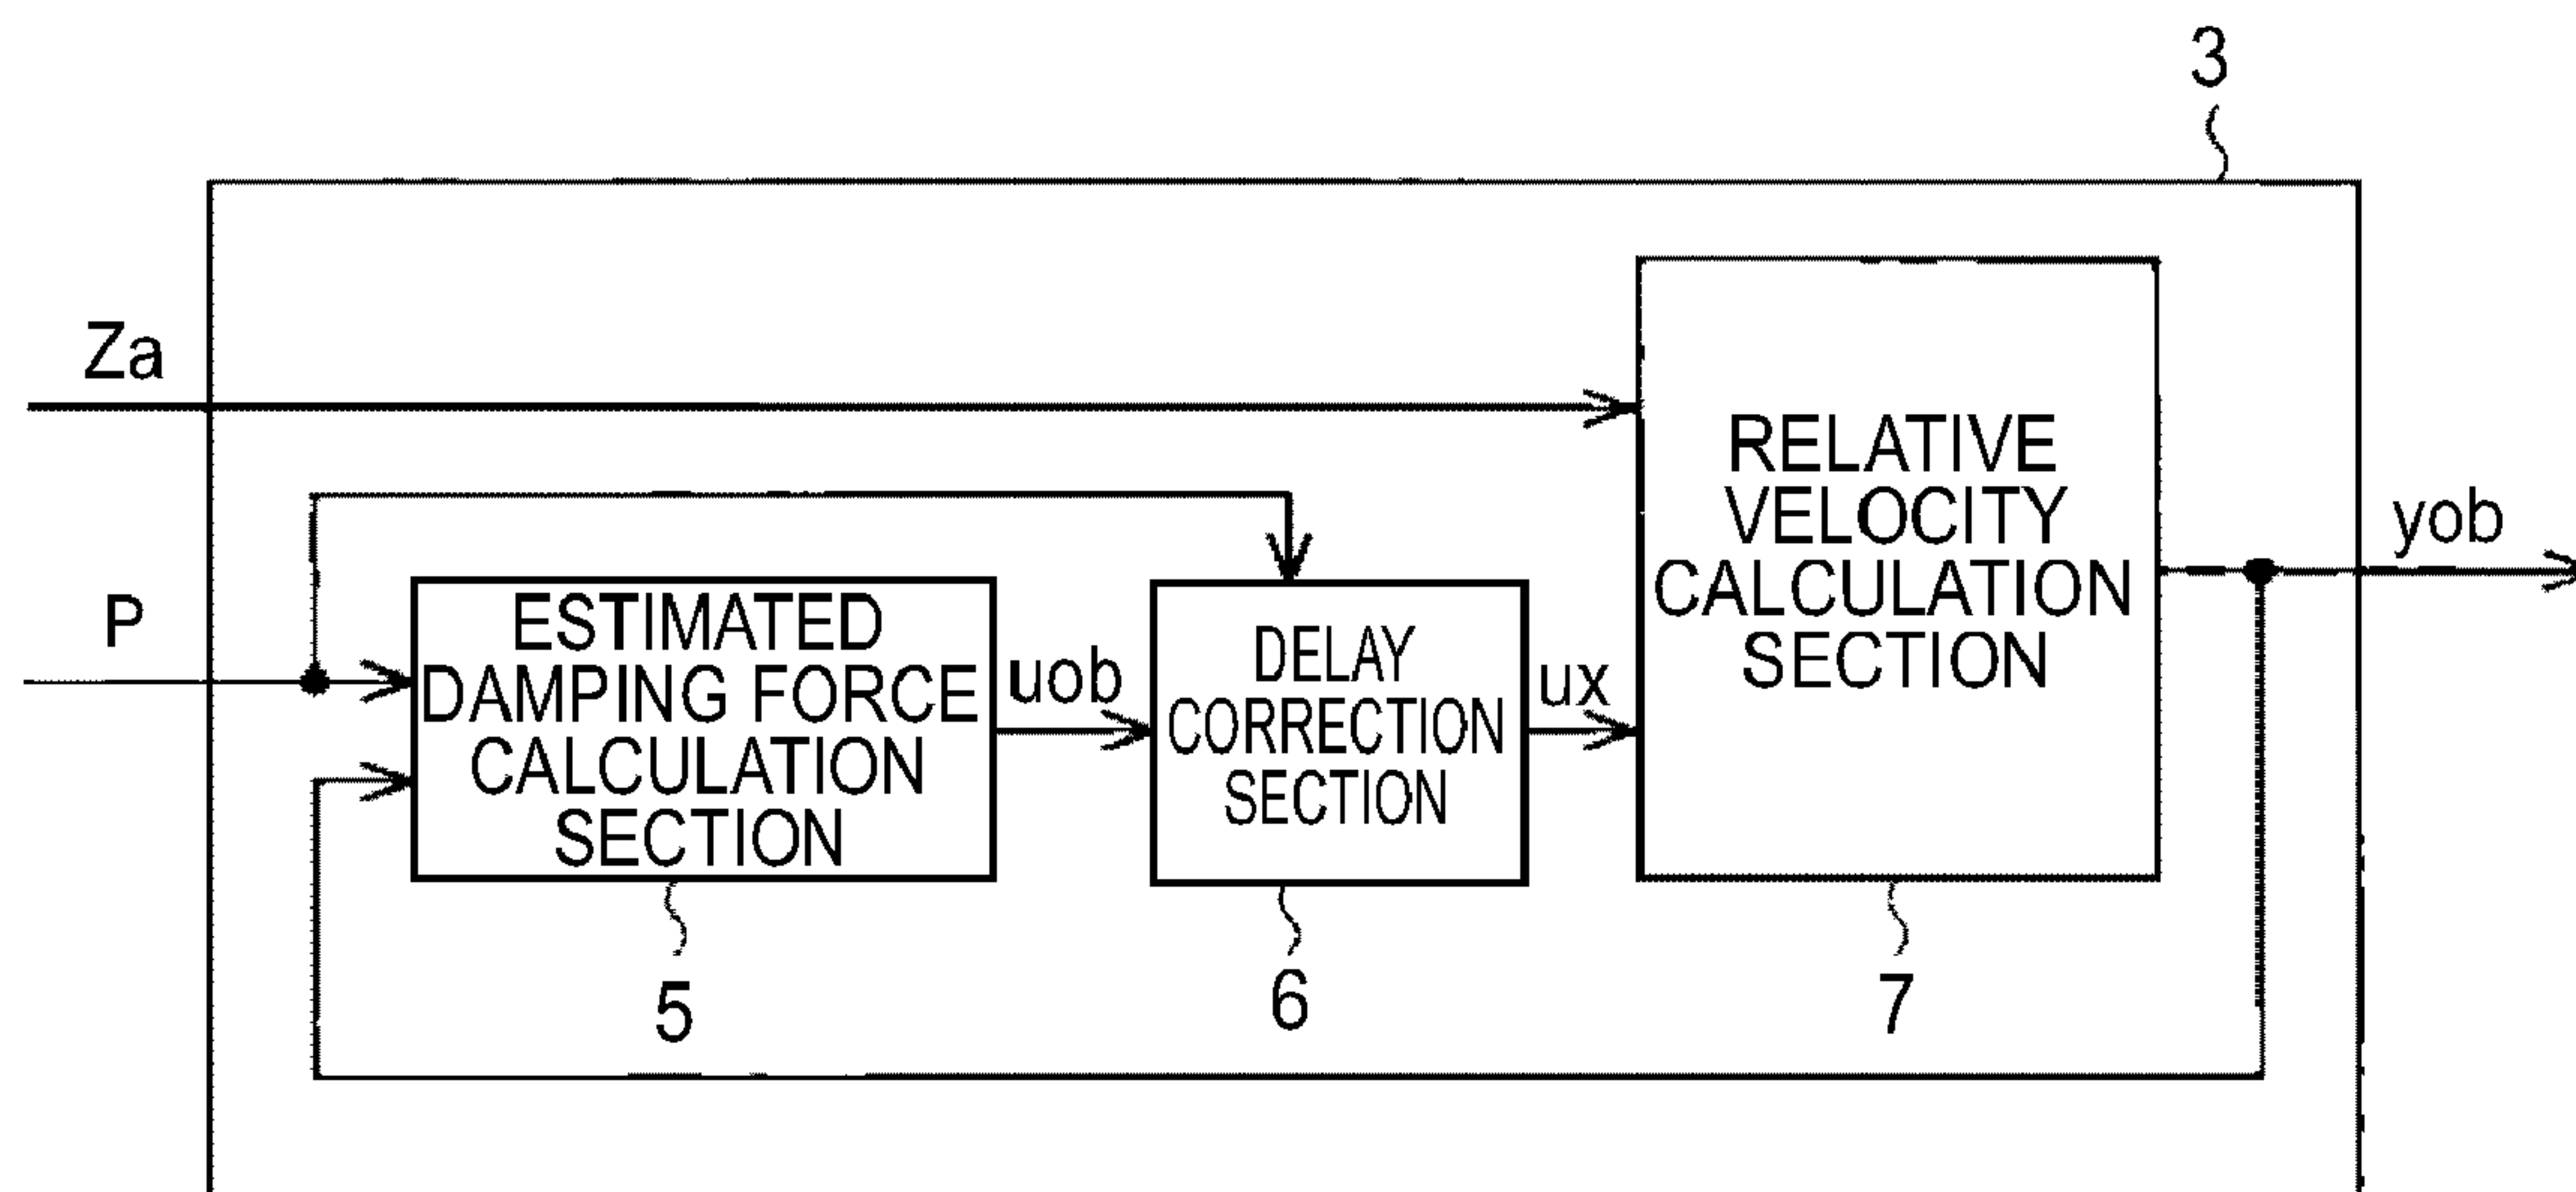 3
Za
P
ESTIMATED
DAMPING FORCE
CALCULATION
SECTION
uob
DELAY
CORRECTION
SECTION
ux
RELATIVE
VELOCITY
CALCULATION
SECTION
yob
5
6
7